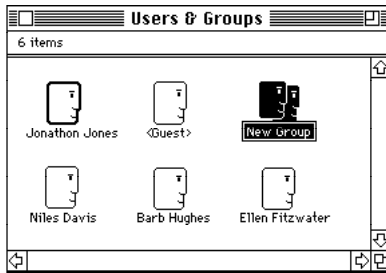 Users & Groups
6 items
Jonathon Jones
<Guest>
New Group
Niles Davis
Barb Hughes
Ellen Fitzwater